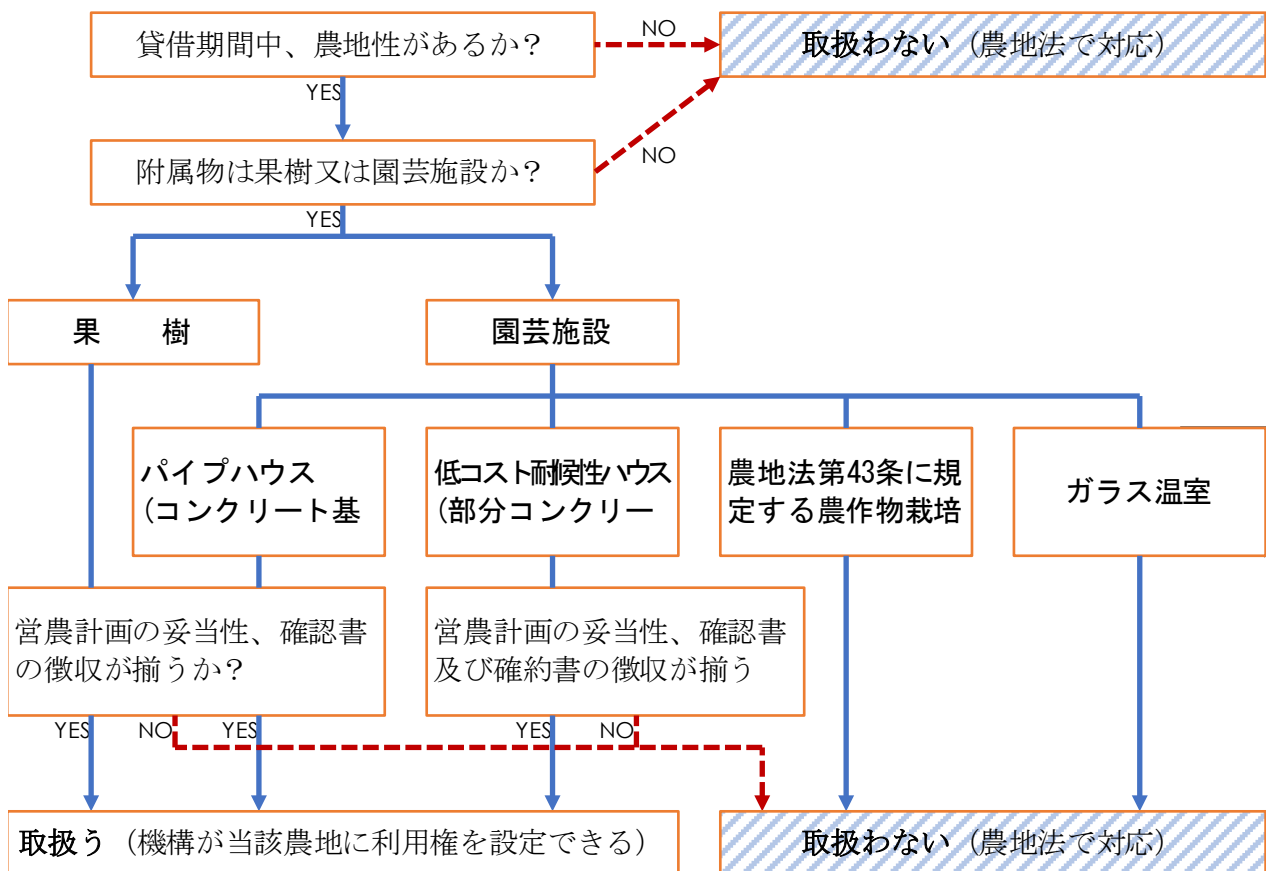 貸借期間中、農地性があるか？
NO
取扱わない（農地法で対応）
YES
附属物は果樹又は園芸施設か？
NO
YES
果　　樹
園芸施設
パイプハウス
(コンクリート基
低コスト耐候性ハウス
(部分コンクリー
農地法第43条に規
定する農作物栽培
ガラス温室
営農計画の妥当性、確認書
の徴収が揃うか？
営農計画の妥当性、確認書
及び確約書の徴収が揃う
YES
NO
YES
YES
NO
取扱う（機構が当該農地に利用権を設定できる）
取扱わない（農地法で対応）